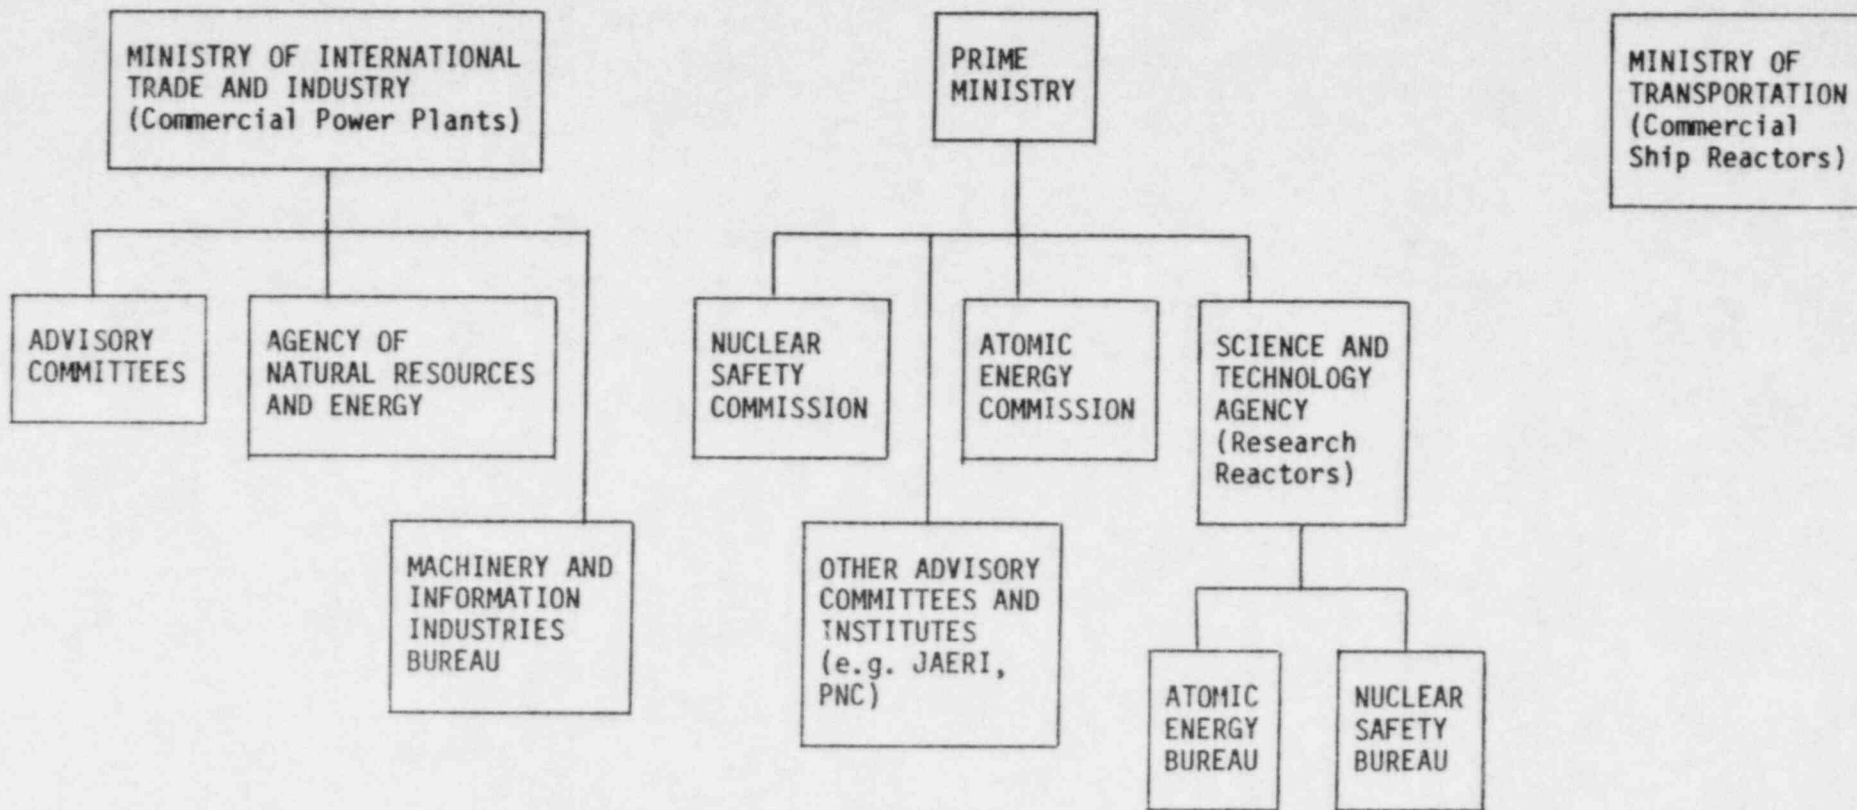 MINISTRY OF INTERNATIONAL
TRADE AND INDUSTRY
(Commercial Power Plants)
PRIME
MINISTRY
MINISTRY OF
TRANSPORTATION
(Commercial
Ship Reactors)
ADVISORY
COMMITTEES
AGENCY OF
NATURAL RESOURCES
AND ENERGY
NUCLEAR
SAFETY
COMMISSION
ATOMIC
ENERGY
COMMISSION
SCIENCE AND
TECHNOLOGY
AGENCY
(Research
Reactors)
MACHINERY AND
INFORMATION
INDUSTRIES
BUREAU
OTHER ADVISORY
COMMITTEES AND
INSTITUTES
(e.g. JAERI,
PNC)
ATOMIC
ENERGY
BUREAU
NUCLEAR
SAFETY
BUREAU